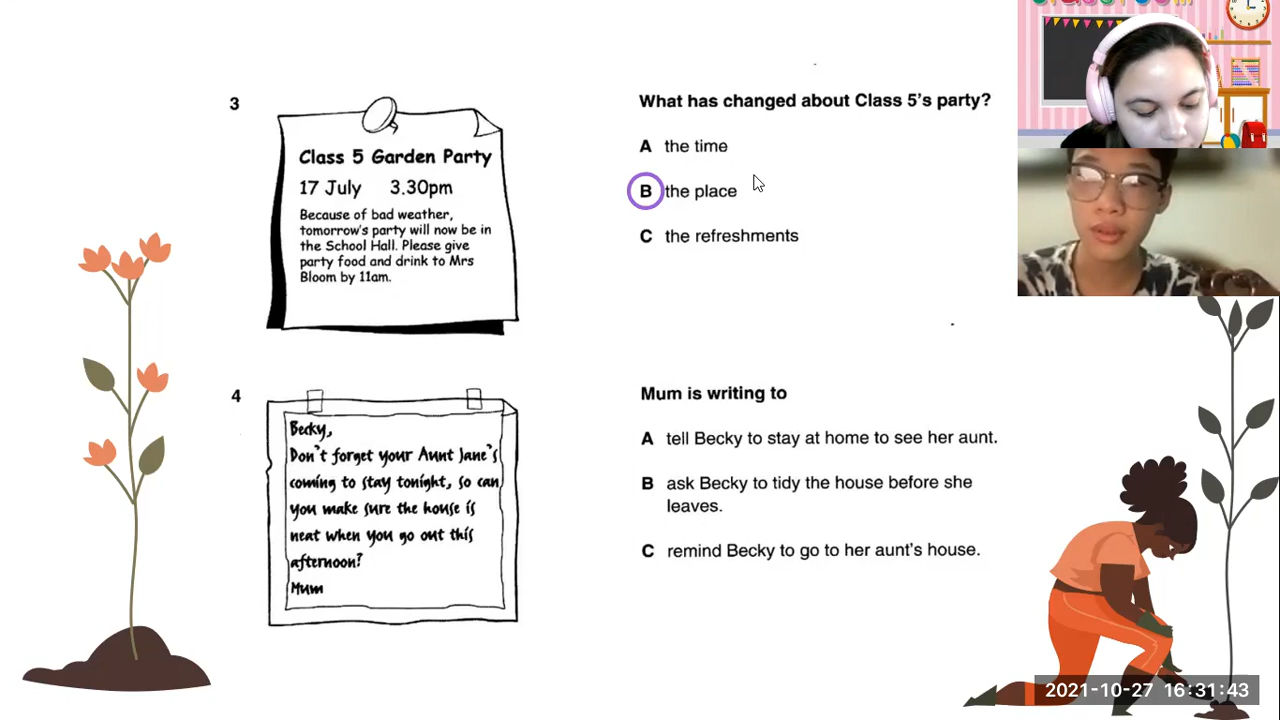 3
Class 5 Garden Party
17 July 3.30pm
Because of bad weather,
tomorrow's party will now be in
the School Hall. Please give
party food and drink to Mrs
Bloom by 11am.
What has changed about Class 5's party?
A the time
B the place
C the refreshments
4
Becky,
Don't forget your Aunt Jane's
coming to stay tonight, so can
you make sure the house is
neat when you go out this
afternoon?
Mum
Mum is writing to
A tell Becky to stay at home to see her aunt.
B ask Becky to tidy the house before she
leaves.
C remind Becky to go to her aunt's house.
2021-10-27 16:31:43